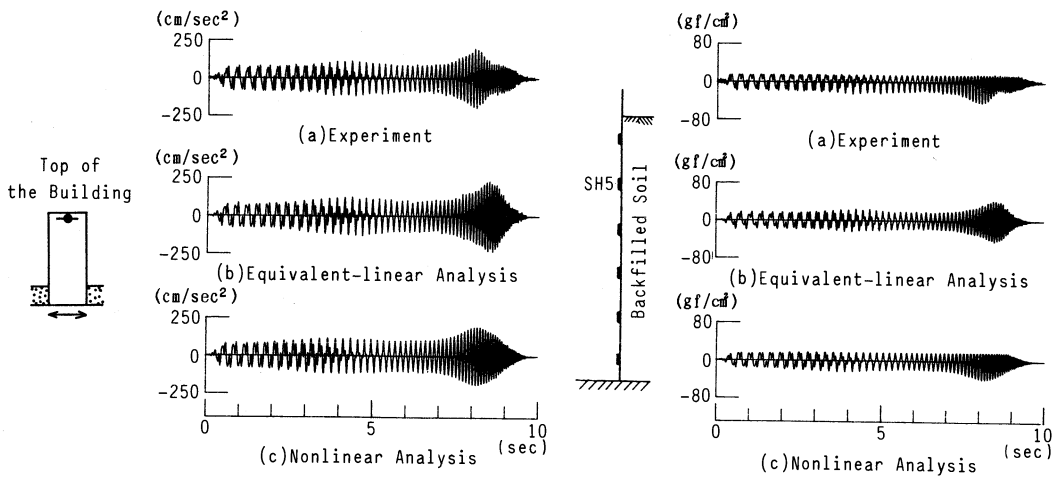 (cm/sec²)
250
0
-250
(a)Experiment
(cm/sec²)
250
0
-250
(b)Equivalent-linear Analysis
(cm/sec²)
250
0
-250
0 5 10
(sec)
(c)Nonlinear Analysis
Top of
the Building
SH5
Backfilled Soil
(gf/cm²)
80
0
-80
(a)Experiment
(gf/cm²)
80
0
-80
(b)Equivalent-linear Analysis
(gf/cm²)
80
0
-80
0 5 10
(sec)
(c)Nonlinear Analysis